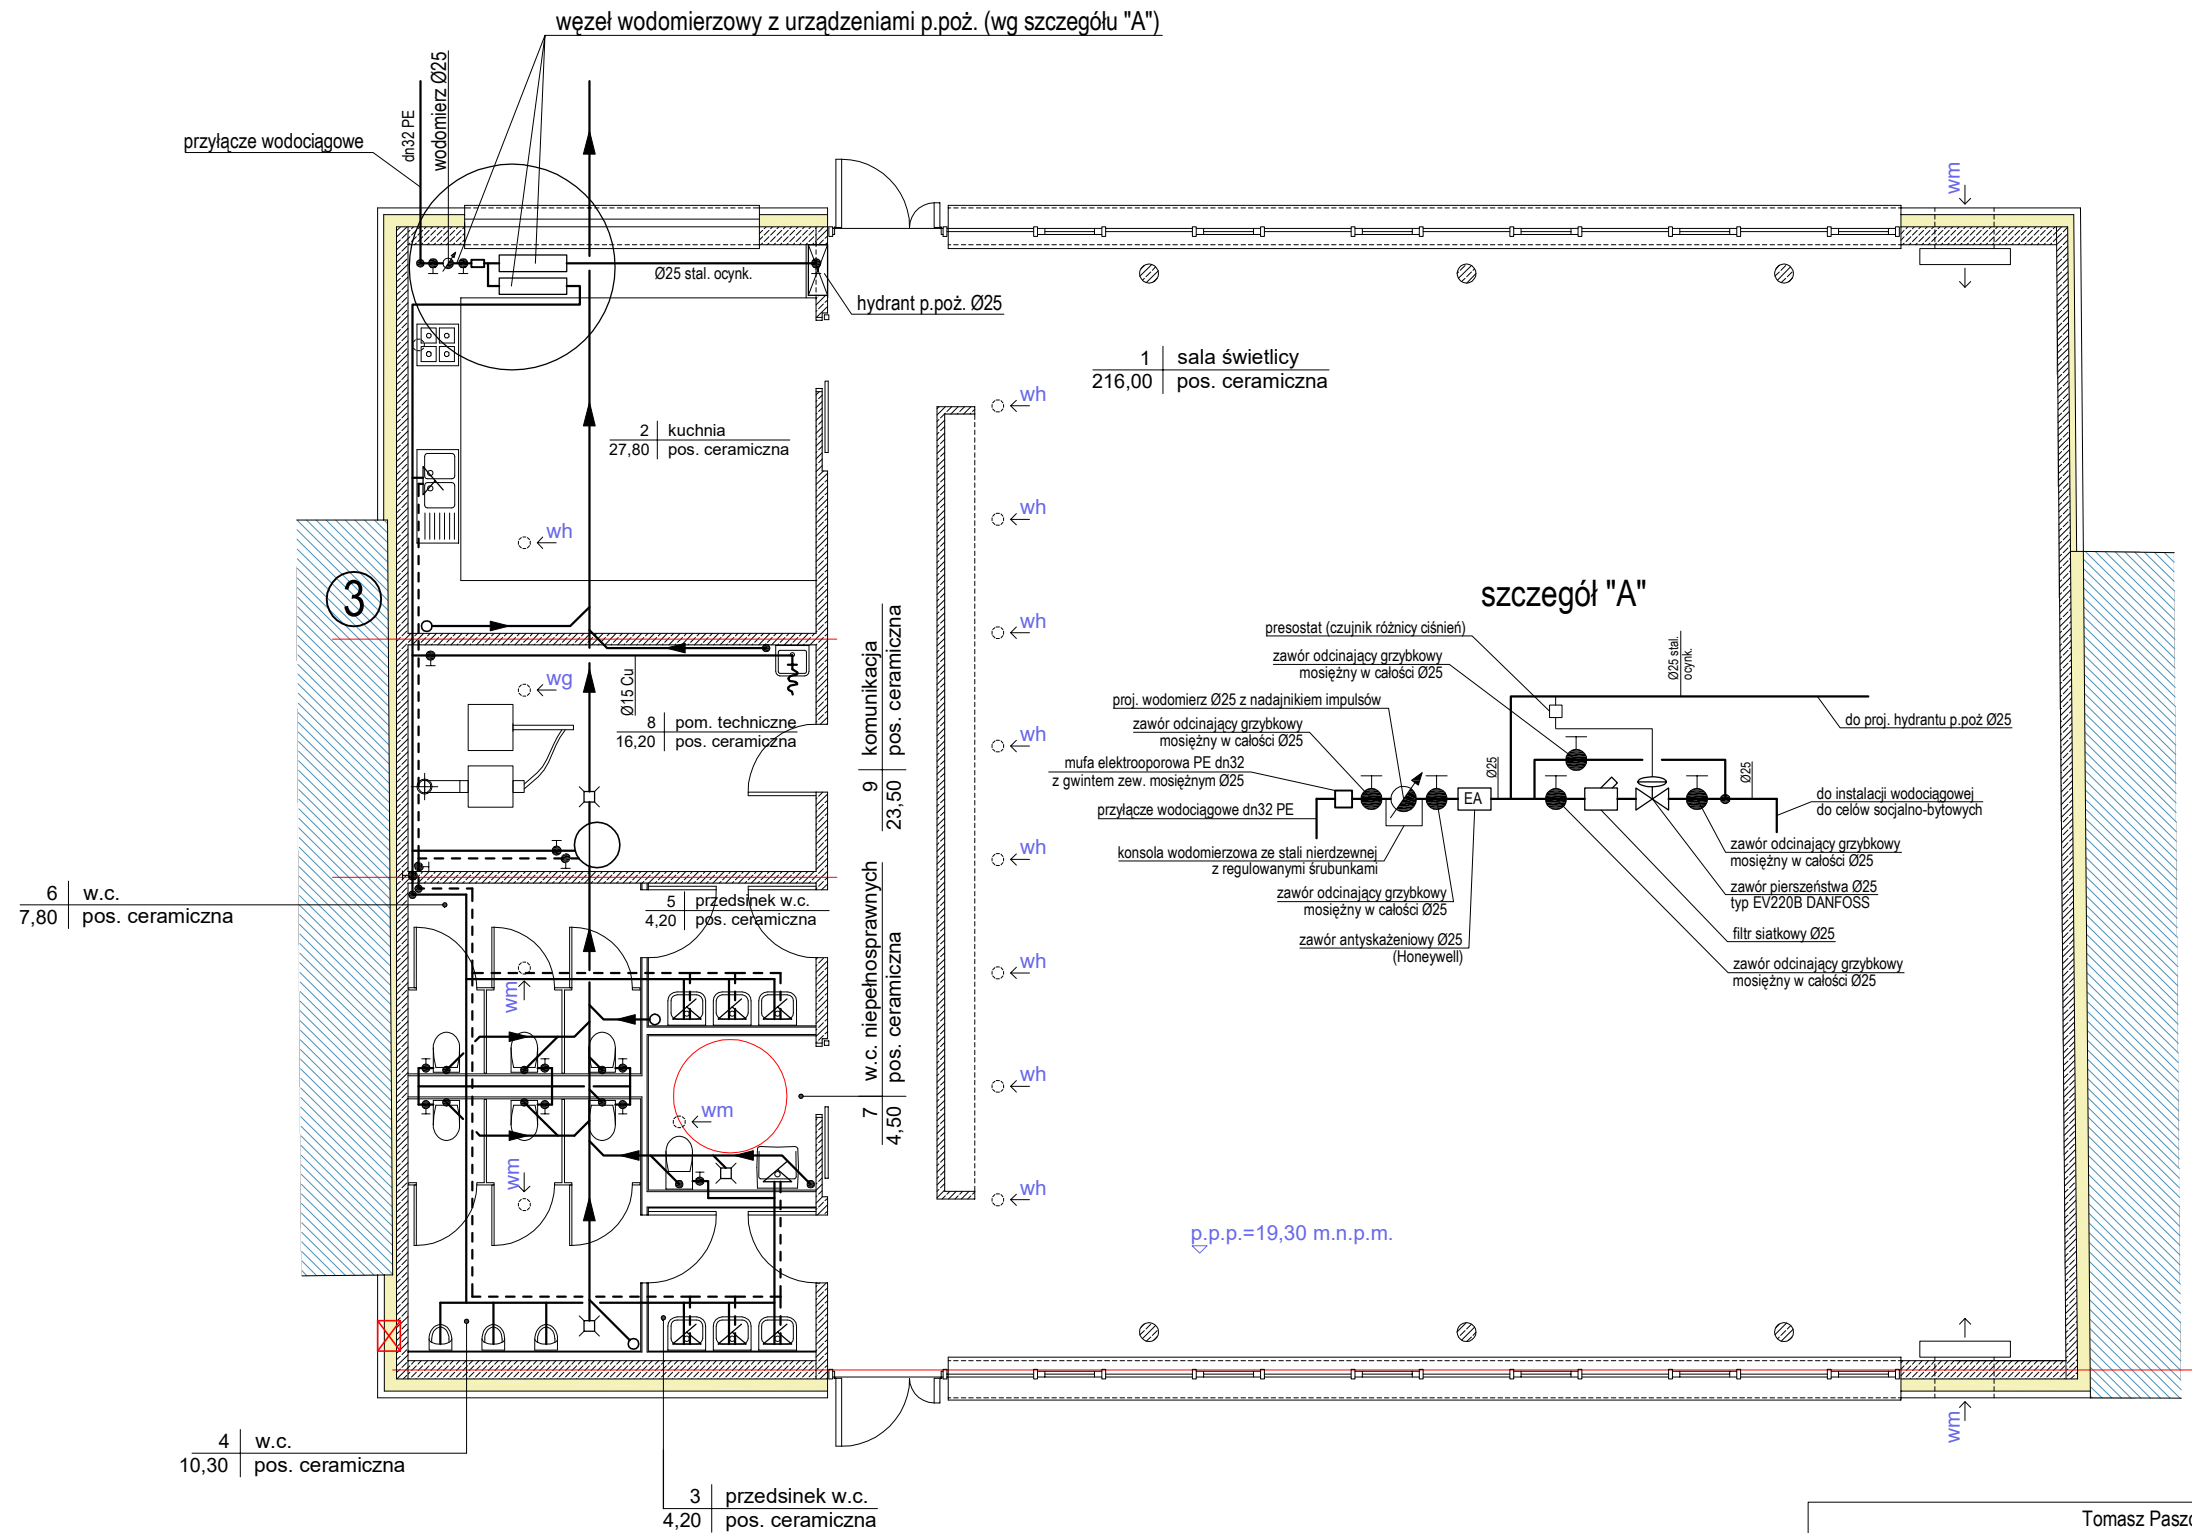 węzeł wodomierzowy z urządzeniami p.poż. (wg szczegółu "A")
przyłącze wodociągowe
dn32 PE
wodomierz Ø25
Ø25 stal. ocynk.
hydrant p.poż. Ø25
wm
1 sala świetlicy
216,00 pos. ceramiczna
2 kuchnia
27,80 pos. ceramiczna
wh
wh
wh
wh
wh
wh
wh
wh
wh
3
wg
Ø15 Cu
8 pom. techniczne
16,20 pos. ceramiczna
9 komunikacja
23,50 pos. ceramiczna
szczegół "A"
presostat (czujnik różnicy ciśnień)
zawór odcinający grzybkowy
mosiężny w całości Ø25
proj. wodomierz Ø25 z nadajnikiem impulsów
zawór odcinający grzybkowy
mosiężny w całości Ø25
mufa elektrooporowa PE dn32
z gwintem zew. mosiężnym Ø25
przyłącze wodociągowe dn32 PE
konsola wodomierzowa ze stali nierdzewnej
z regulowanymi śrubunkami
zawór odcinający grzybkowy
mosiężny w całości Ø25
zawór antyskażeniowy Ø25
(Honeywell)
EA
Ø25
Ø25 stal.
ocynk.
do proj. hydrantu p.poż Ø25
Ø25
do instalacji wodociągowej
do celów socjalno-bytowych
zawór odcinający grzybkowy
mosiężny w całości Ø25
zawór pierszeństwa Ø25
typ EV220B DANFOSS
filtr siatkowy Ø25
zawór odcinający grzybkowy
mosiężny w całości Ø25
6 w.c.
7,80 pos. ceramiczna
5 przedsinek w.c.
4,20 pos. ceramiczna
7 w.c. niepełnosprawnych
4,50 pos. ceramiczna
wm
wm
wm
p.p.p.=19,30 m.n.p.m.
wm
4 w.c.
10,30 pos. ceramiczna
3 przedsinek w.c.
4,20 pos. ceramiczna
Tomasz